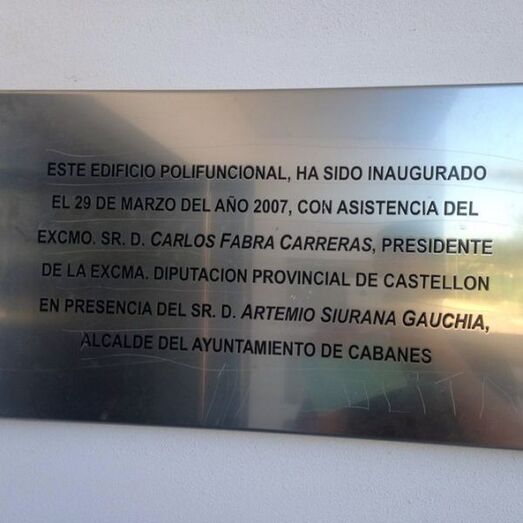 ESTE EDIFICIO POLIFUNCIONAL, HA SIDO INAUGURADO
EL 29 DE MARZO DEL AÑO 2007, CON ASISTENCIA DEL
EXCMO. SR. D. CARLOS FABRA CARRERAS, PRESIDENTE
DE LA EXCMA. DIPUTACION PROVINCIAL DE CASTELLON
EN PRESENCIA DEL SR. D. ARTEMIO SIURANA GAUCHIA,
ALCALDE DEL AYUNTAMIENTO DE CABANES